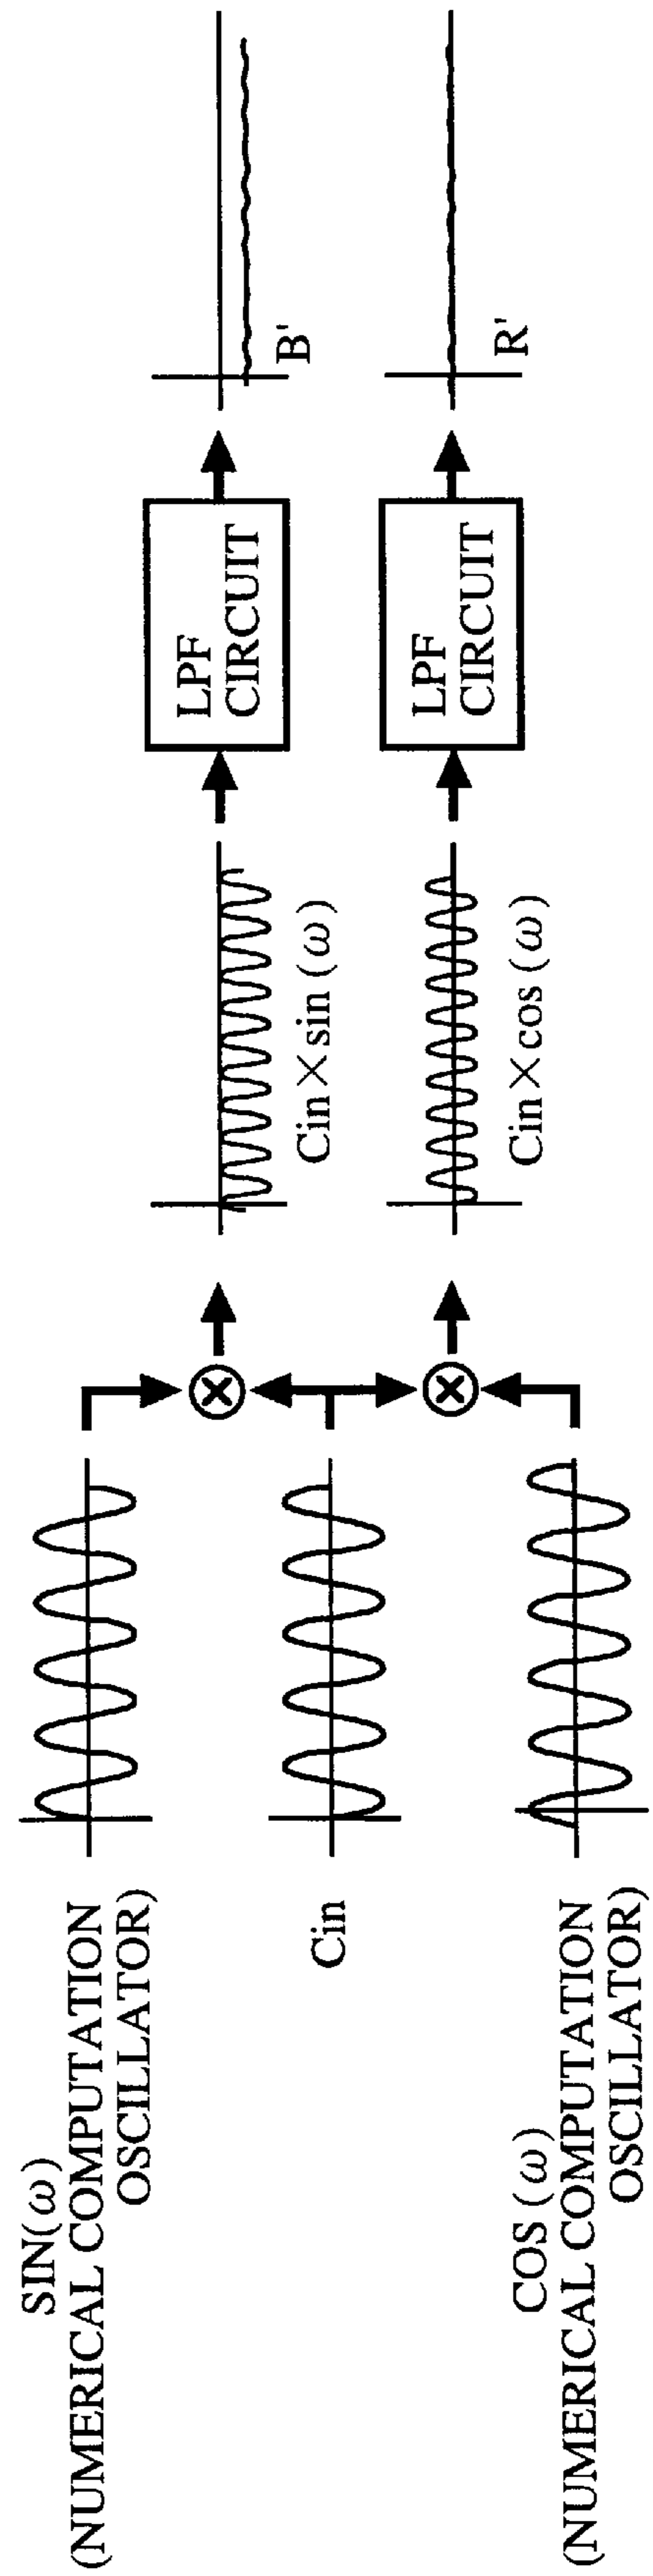 SIN(ω)
(NUMERICAL COMPUTATION
OSCILLATOR)
Cin
COS (ω)
(NUMERICAL COMPUTATION
OSCILLATOR)
Cin×sin (ω)
Cin×cos (ω)
LPF
CIRCUIT
LPF
CIRCUIT
B'
R'